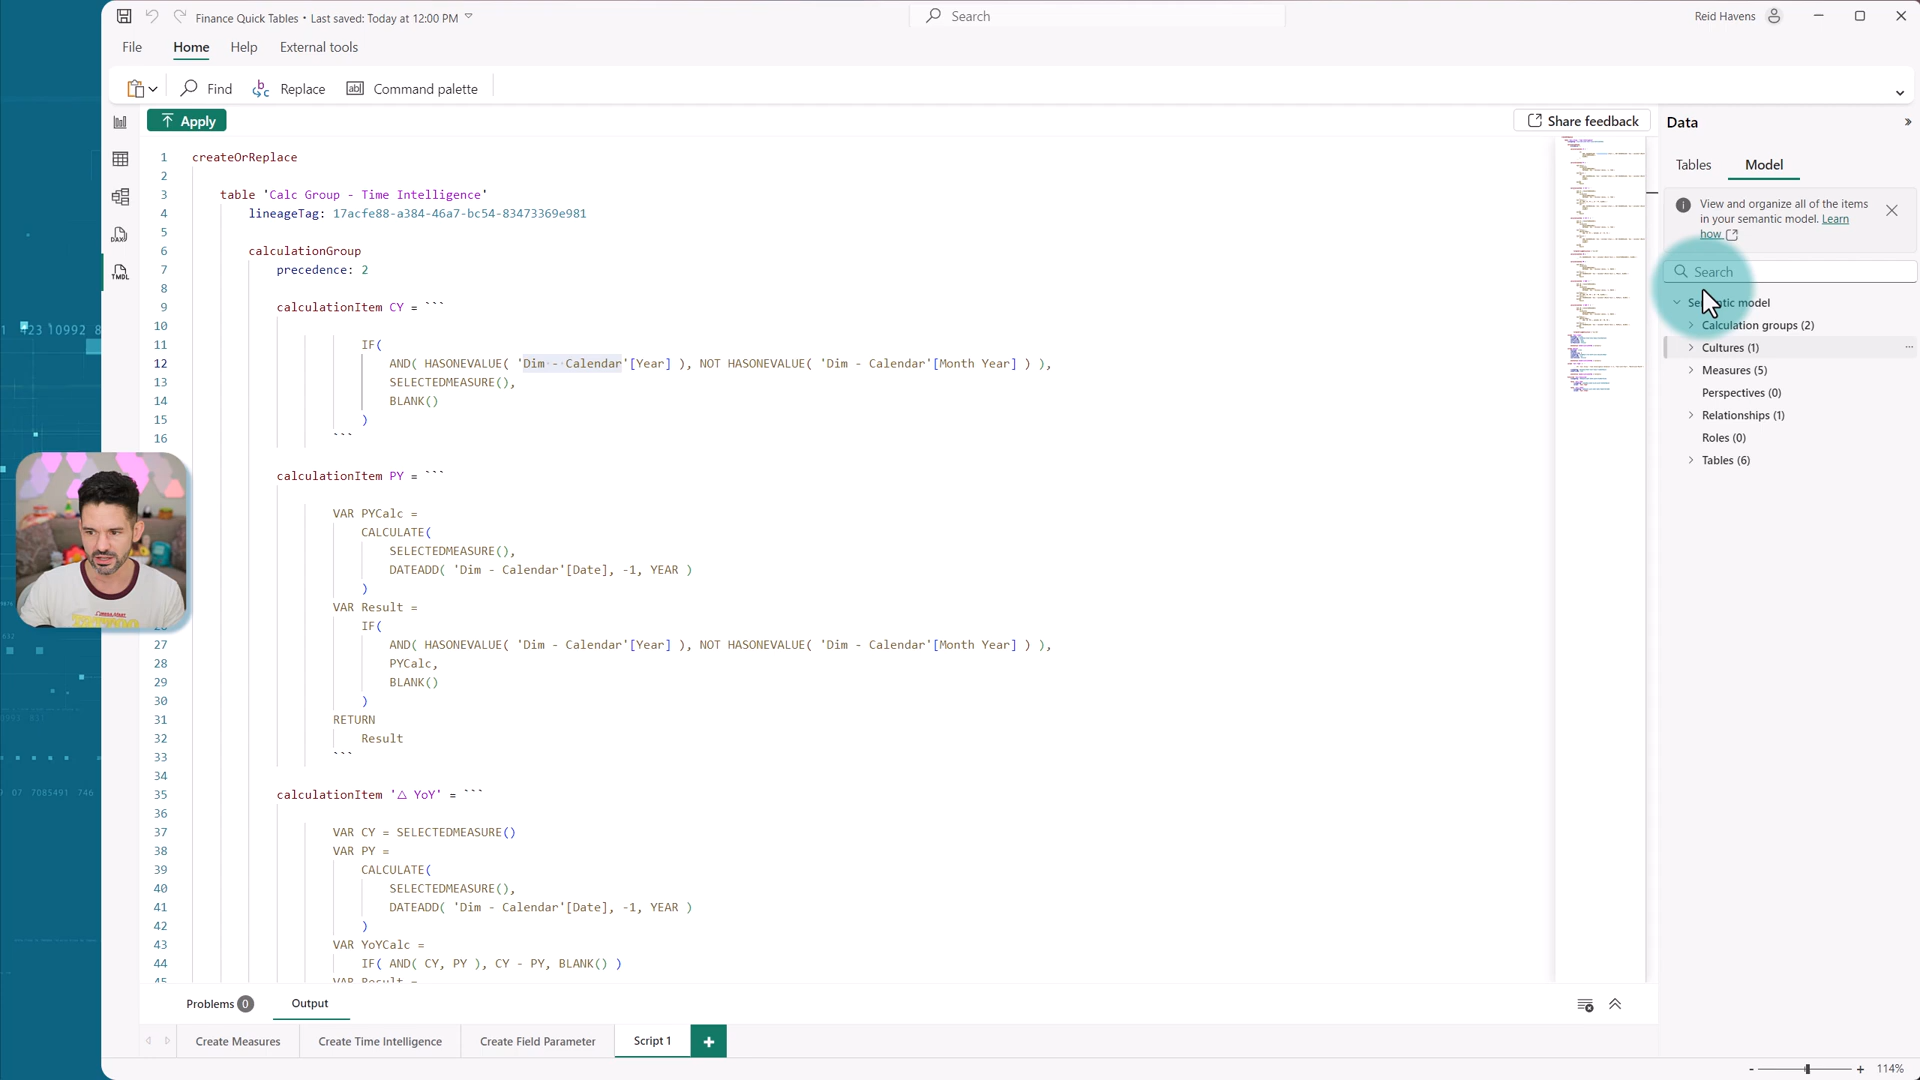 Finance Quick Tables • Last saved: Today at 12:00 PM
Search
Reid Havens
File
Home
Help
External tools
Find
Replace
Command palette
Apply
Share feedback
1 createOrReplace
2
3 table 'Calc Group - Time Intelligence'
4 lineageTag: 17acfe88-a384-46a7-bc54-83473369e981
5
6 calculationGroup
7 precedence: 2
8
9 calculationItem CY = ```
10
11 IF(
12 AND( HASONEVALUE( 'Dim - Calendar'[Year] ), NOT HASONEVALUE( 'Dim - Calendar'[Month Year] ) ),
13 SELECTEDMEASURE(),
14 BLANK()
15 )
16 ```
calculationItem PY = ```
VAR PYCalc =
CALCULATE(
SELECTEDMEASURE(),
DATEADD( 'Dim - Calendar'[Date], -1, YEAR )
)
VAR Result =
IF(
27 AND( HASONEVALUE( 'Dim - Calendar'[Year] ), NOT HASONEVALUE( 'Dim - Calendar'[Month Year] ) ),
28 PYCalc,
29 BLANK()
30 )
31 RETURN
32 Result
33 ```
34
35 calculationItem '△ YoY' = ```
36
37 VAR CY = SELECTEDMEASURE()
38 VAR PY =
39 CALCULATE(
40 SELECTEDMEASURE(),
41 DATEADD( 'Dim - Calendar'[Date], -1, YEAR )
42 )
43 VAR YoYCalc =
44 IF( AND( CY, PY ), CY - PY, BLANK() )
45 VAR Result =
Data
Tables
Model
View and organize all of the items
in your semantic model. Learn
how
Search
Semantic model
Calculation groups (2)
Cultures (1)
Measures (5)
Perspectives (0)
Relationships (1)
Roles (0)
Tables (6)
Problems 0
Output
Create Measures
Create Time Intelligence
Create Field Parameter
Script 1
114%
DAX
TMDL
423 10992 8
07 7085491 746